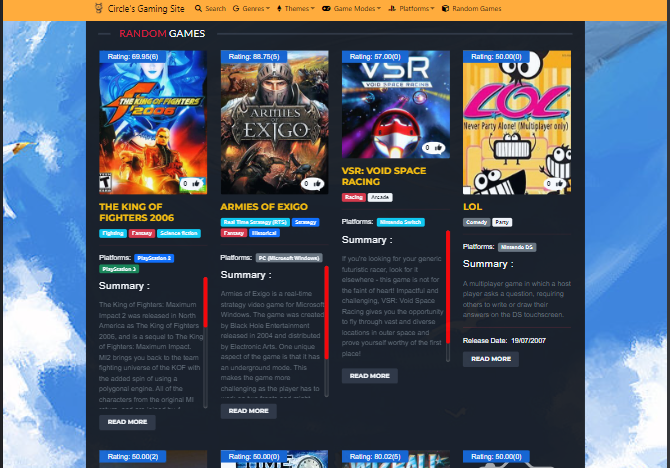 Circle's Gaming Site Search Genres Themes Game Modes Platforms Random Games
RANDOM GAMES
Rating: 69.95(6)
THE KING OF FIGHTERS
2006
0
THE KING OF
FIGHTERS 2006
Fighting Fantasy Science fiction
Platforms: PlayStation 3
PlayStation 2
Summary :
The King of Fighters: Maximum
Impact 2 was released in North
America as The King of Fighters
2006, and is a sequel to The King
of Fighters: Maximum Impact.
MI2 brings you back to the team
fighting universe of the KOF with
the added spin of using a
polygonal engine. All of the
characters from the original MI
return, and are joined by
READ MORE
Rating: 88.75(5)
ARMIES
OF
EXIGO
0
ARMIES OF EXIGO
Real Time Strategy (RTS) Strategy
Fantasy Historical
Platforms: PC (Microsoft Windows)
Summary :
Armies of Exigo is a real-time
strategy video game for Microsoft
Windows. The game was created
by Black Hole Entertainment
released in 2004 and distributed
by Electronic Arts. One unique
aspect of the game is that it has
an underground mode. This
makes the game more
challenging as the player has to
work on two fronts and might
READ MORE
Rating: 57.00(0)
VSR
VOID SPACE RACING
0
VSR: VOID SPACE
RACING
Racing Arcade
Platforms: Nintendo Switch
Summary :
If you're looking for your generic
futuristic racer, look for it
elsewhere - this game is not for
the faint of heart! Impactful and
challenging, VSR: Void Space
Racing gives you the opportunity
to fly through vast and diverse
locations in outer space and
prove yourself worthy of the first
place!
READ MORE
Rating: 50.00(0)
LOL
Never Party Alone! (Multiplayer only)
0
LOL
Comedy Party
Platforms: Nintendo DS
Summary :
A multiplayer game in which a host
player asks a question, requiring
others to write or draw their
answers on the DS touchscreen.
Release Date: 19/07/2007
READ MORE
Rating: 50.00(2)
Rating: 50.00(0)
TIME
Rating: 80.02(5)
Rating: 50.00(0)